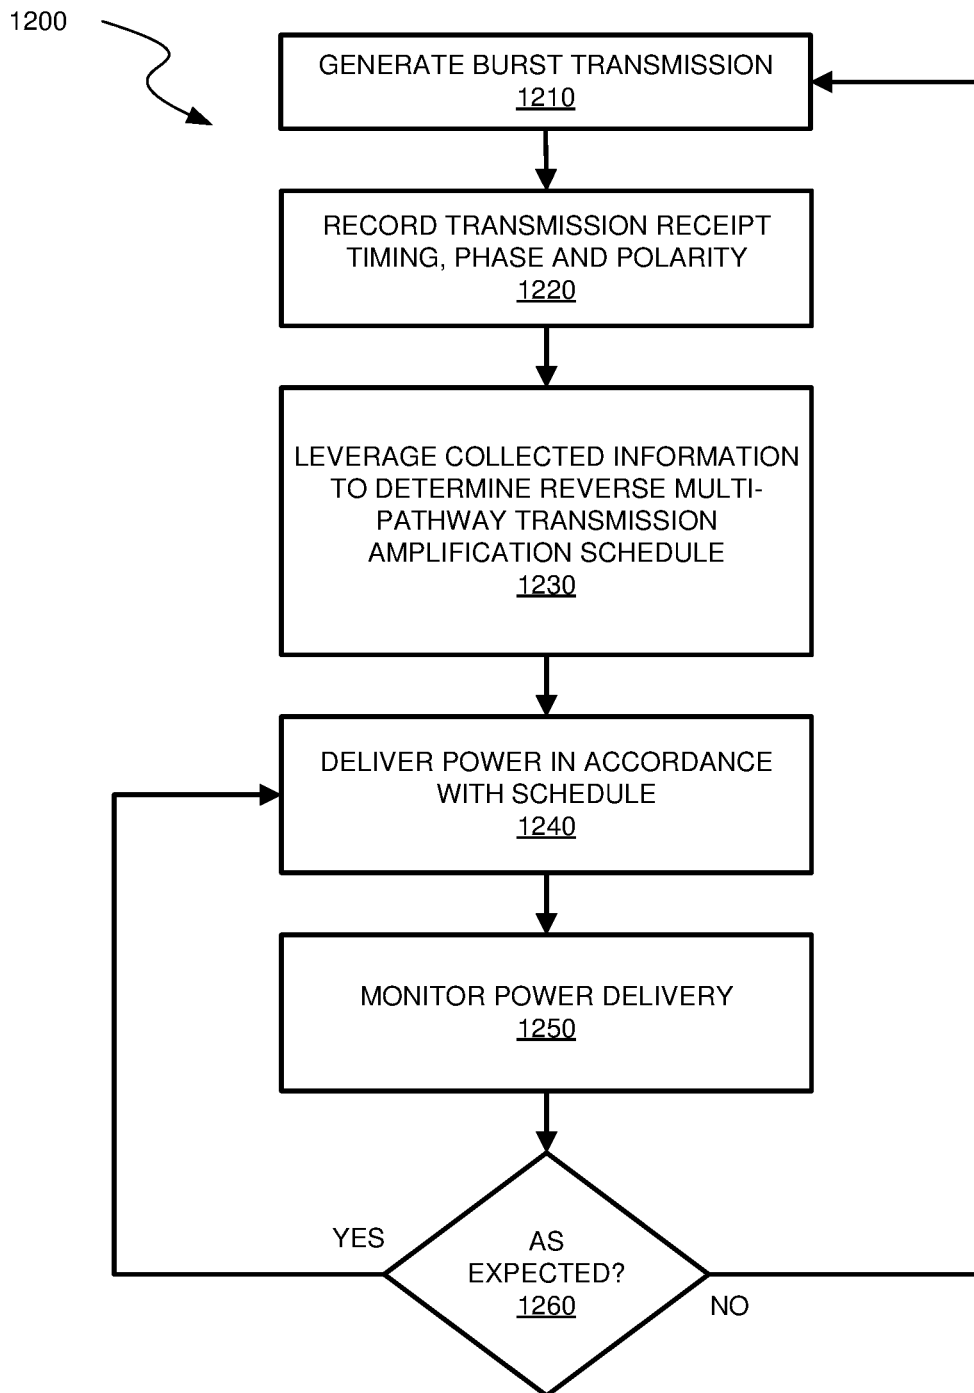 1200
GENERATE BURST TRANSMISSION
1210
RECORD TRANSMISSION RECEIPT
TIMING, PHASE AND POLARITY
1220
LEVERAGE COLLECTED INFORMATION
TO DETERMINE REVERSE MULTI-
PATHWAY TRANSMISSION
AMPLIFICATION SCHEDULE
1230
DELIVER POWER IN ACCORDANCE
WITH SCHEDULE
1240
MONITOR POWER DELIVERY
1250
YES
AS
EXPECTED?
1260
NO